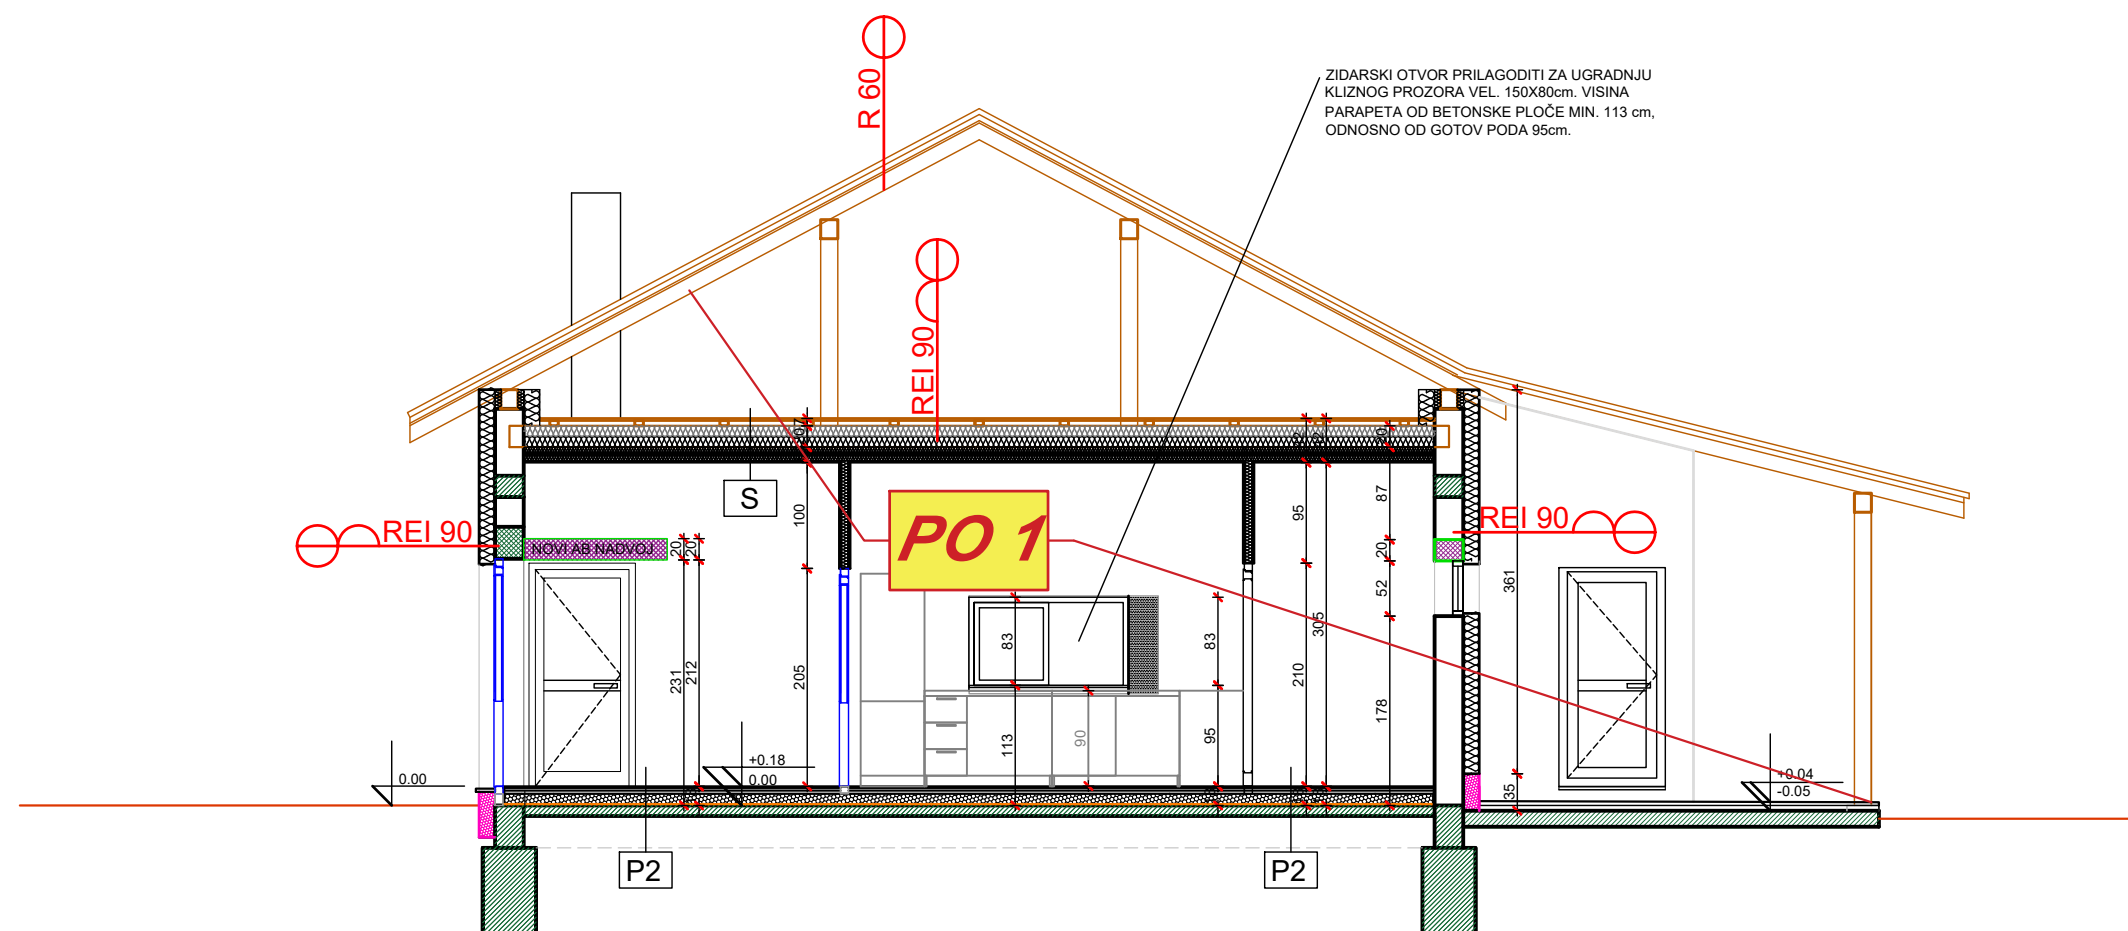 R 60
ZIDARSKI OTVOR PRILAGODITI ZA UGRADNJU
KLIZNOG PROZORA VEL. 150X80cm. VISINA
PARAPETA OD BETONSKE PLOČE MIN. 113 cm,
ODNOSNO OD GOTOV PODA 95cm.
REI 90
S
REI 90
NOVI AB NADVOJ
PO 1
REI 90
20
20
100
95
20
87
20
52
361
231
212
205
83
113
90
83
95
210
305
178
35
0.00
+0.18
0.00
+0.04
-0.05
P2
P2